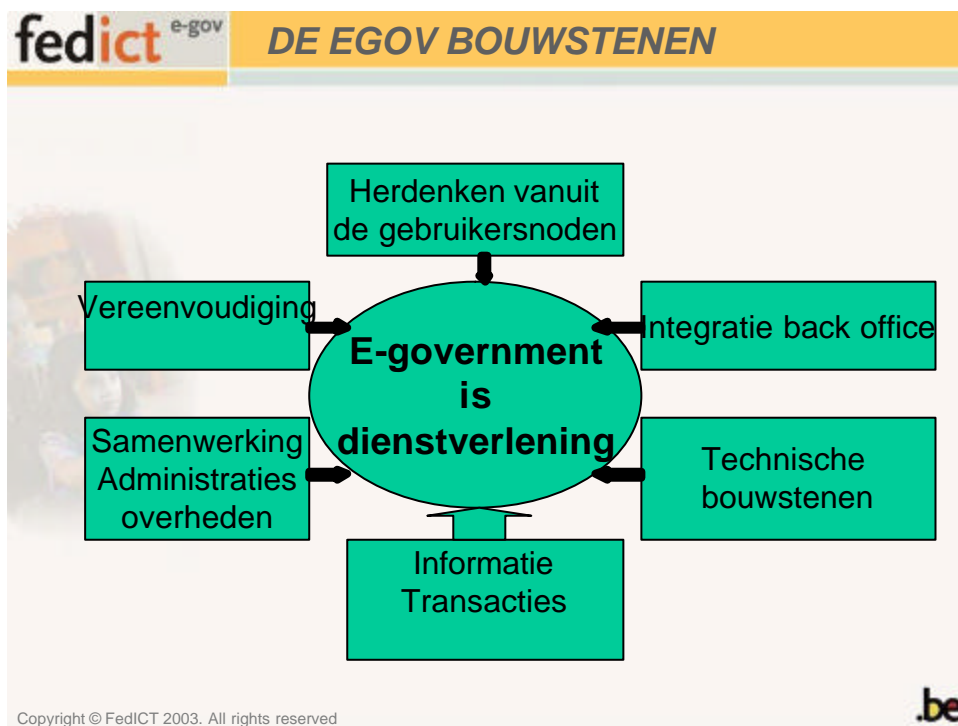 fedict e-gov
DE EGOV BOUWSTENEN
Herdenken vanuit
de gebruikersnoden
Vereenvoudiging
Integratie back office
E-government
is
dienstverlening
Samenwerking
Administraties
overheden
Technische
bouwstenen
Informatie
Transacties
Copyright © FedICT 2003. All rights reserved
.be